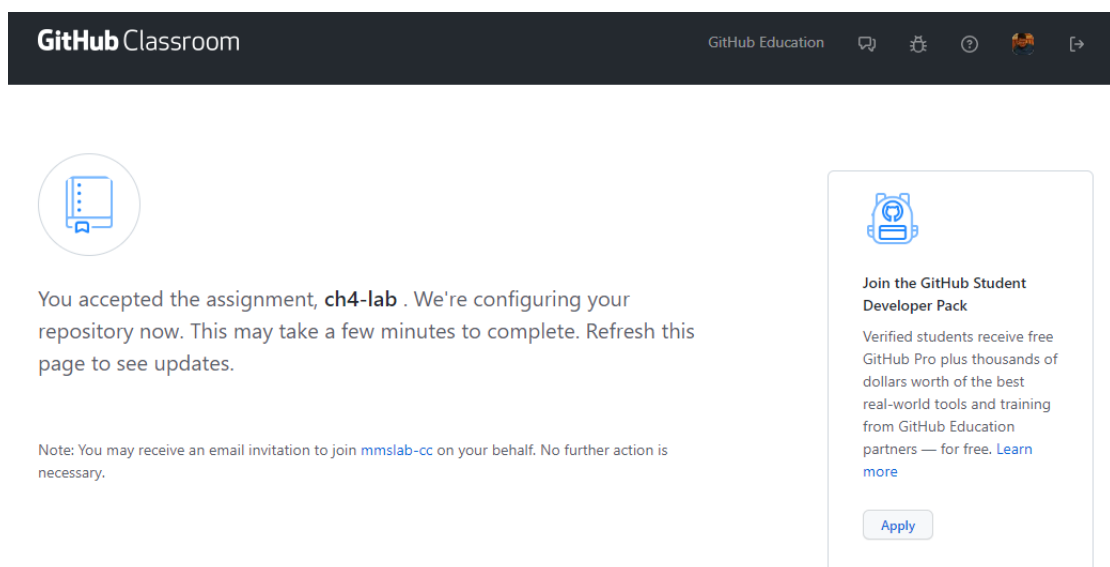 GitHub Classroom
GitHub Education
You accepted the assignment, ch4-lab . We're configuring your
repository now. This may take a few minutes to complete. Refresh this
page to see updates.
Note: You may receive an email invitation to join mmslab-cc on your behalf. No further action is
necessary.
Join the GitHub Student
Developer Pack
Verified students receive free
GitHub Pro plus thousands of
dollars worth of the best
real-world tools and training
from GitHub Education
partners — for free. Learn
more
Apply